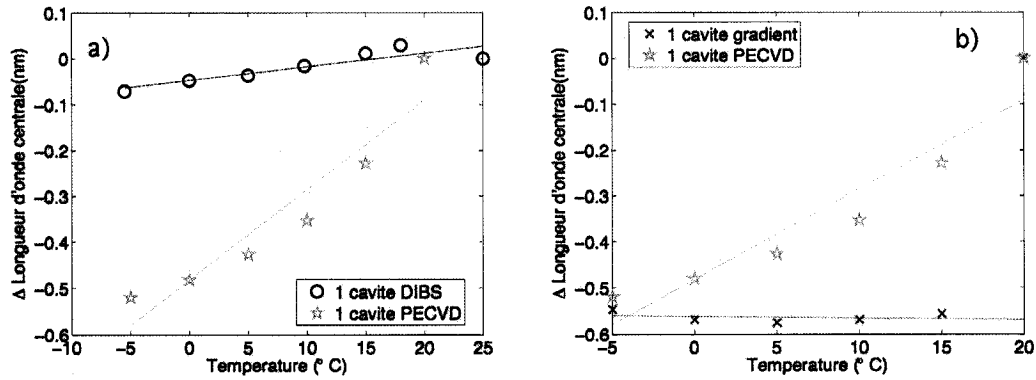 a)
0.1
0
−0.1
−0.2
−0.3
−0.4
−0.5
−0.6
Δ Longueur d'onde centrale(nm)
−10 −5 0 5 10 15 20 25
Temperature (° C)
1 cavite DIBS
1 cavite PECVD
b)
1 cavite gradient
1 cavite PECVD
0.1
0
−0.1
−0.2
−0.3
−0.4
−0.5
−0.6
Δ Longueur d'onde centrale(nm)
−5 0 5 10 15 20
Temperature (° C)